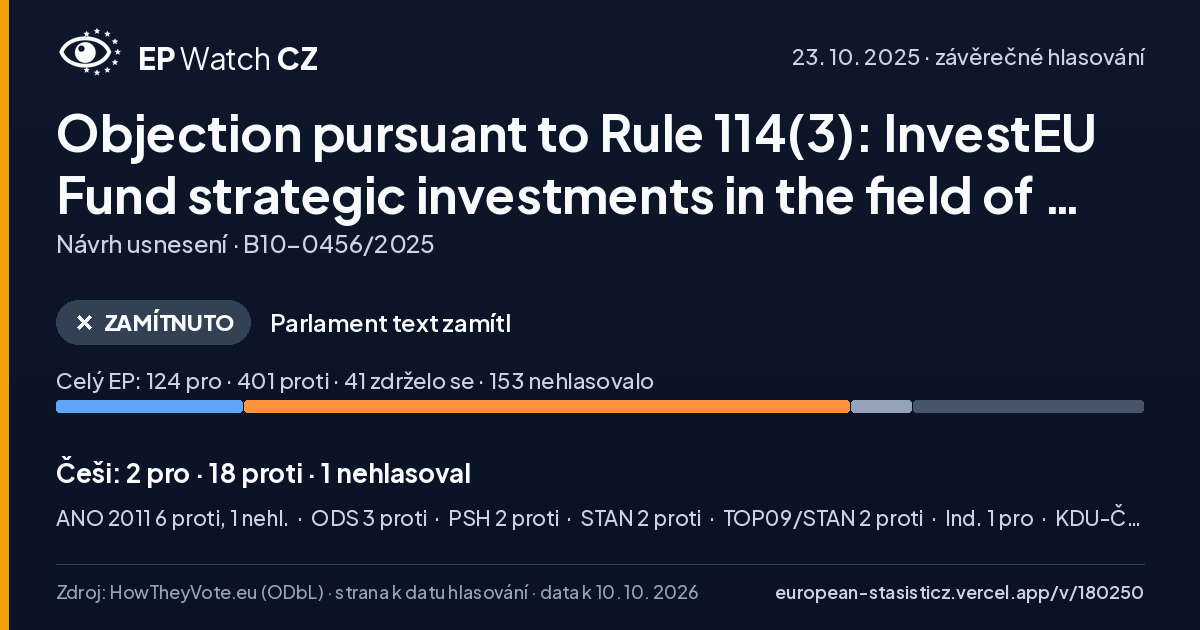 EP Watch CZ
23. 10. 2025 · závěrečné hlasování
Objection pursuant to Rule 114(3): InvestEU
Fund strategic investments in the field of …
Návrh usnesení · B10-0456/2025
✕ ZAMÍTNUTO
Parlament text zamítl
Celý EP: 124 pro · 401 proti · 41 zdrželo se · 153 nehlasovalo
Češi: 2 pro · 18 proti · 1 nehlasoval
ANO 2011 6 proti, 1 nehl. · ODS 3 proti · PSH 2 proti · STAN 2 proti · TOP09/STAN 2 proti · Ind. 1 pro · KDU-Č…
Zdroj: HowTheyVote.eu (ODbL) · strana k datu hlasování · data k 10. 10. 2026
european-stasisticz.vercel.app/v/180250